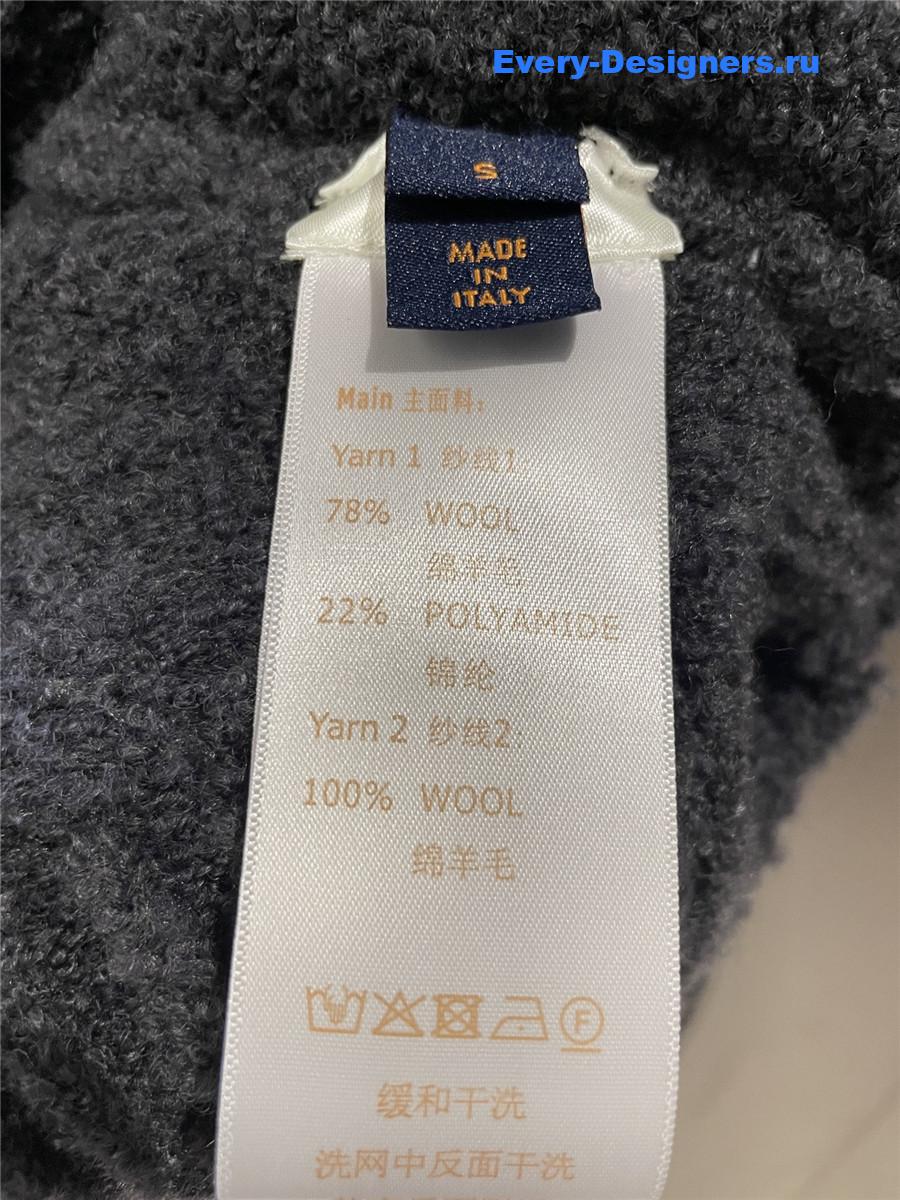 Every-Designers.ru
S
MADE
IN
ITALY
Main 主面料:
Yarn 1 纱线1:
78% WOOL
绵羊毛
22% POLYAMIDE
锦纶
Yarn 2 纱线2:
100% WOOL
绵羊毛
F
缓和干洗
洗网中反面干洗